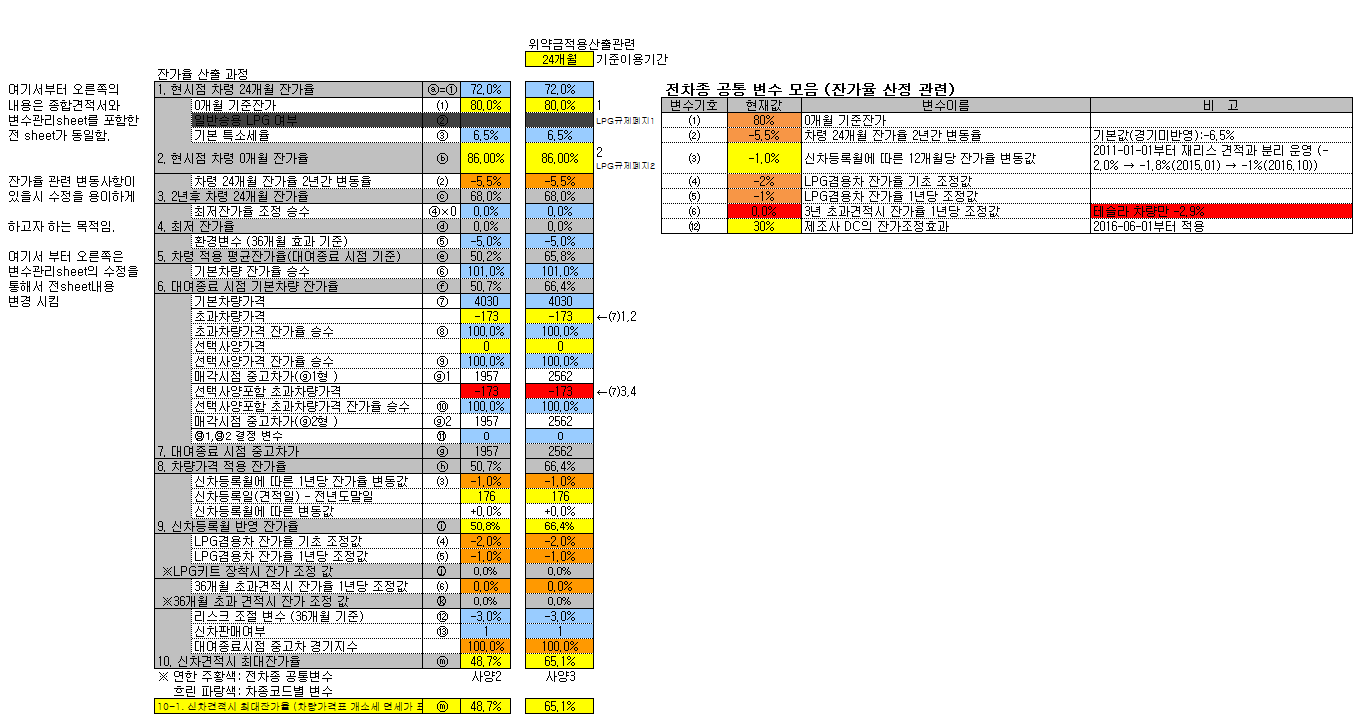 위약금적용산출관련
24개월 기준이용기간
잔가율 산출 과정
여기서부터 오른쪽의
내용은 종합견적서와
변수관리sheet를 포함한
전 sheet가 동일함.
잔가율 관련 변동사항이
있을시 수정을 용이하게
하고자 하는 목적임.
여기서 부터 오른쪽은
변수관리sheet의 수정을
통해서 전sheet내용
변경 시킴
1. 현시점 차령 24개월 잔가율 ⓐ=① 72.0% 72.0%
0개월 기준잔가 (1) 80.0% 80.0% 1
일반승용 LPG 여부 ② LPG규제폐지1
기본 특소세율 ③ 6.5% 6.5%
2. 현시점 차령 0개월 잔가율 ⓑ 86.00% 86.00% 2
LPG규제폐지2
차령 24개월 잔가율 2년간 변동율 (2) -5.5% -5.5%
3. 2년후 차령 24개월 잔가율 ⓒ 68.0% 68.0%
최저잔가율 조정 승수 ④×0 0.0% 0.0%
4. 최저 잔가율 ⓓ 0.0% 0.0%
환경변수 (36개월 효과 기준) ⑤ -5.0% -5.0%
5. 차령 적용 평균잔가율(대여종료 시점 기준) ⓔ 50.2% 65.8%
기본차량 잔가율 승수 ⑥ 101.0% 101.0%
6. 대여종료 시점 기본차량 잔가율 ⓕ 50.7% 66.4%
기본차량가격 ⑦ 4030 4030
초과차량가격 -173 -173 ←(7)1,2
초과차량가격 잔가율 승수 ⑧ 100.0% 100.0%
선택사양가격 0 0
선택사양가격 잔가율 승수 ⑨ 100.0% 100.0%
매각시점 중고차가(ⓖ1형 ) ⓖ1 1957 2562
선택사양포함 초과차량가격 -173 -173 ←(7)3,4
선택사양포함 초과차량가격 잔가율 승수 ⑩ 100.0% 100.0%
매각시점 중고차가(ⓖ2형 ) ⓖ2 1957 2562
ⓖ1,ⓖ2 결정 변수 ⑪ 0 0
7. 대여종료 시점 중고차가 ⓖ 1957 2562
8. 차량가격 적용 잔가율 ⓗ 50.7% 66.4%
신차등록월에 따른 1년당 잔가율 변동값 (3) -1.0% -1.0%
신차등록일(견적일) - 전년도말일 176 176
신차등록월에 따른 변동값 +0.0% +0.0%
9. 신차등록월 반영 잔가율 ⓘ 50.8% 66.4%
LPG겸용차 잔가율 기초 조정값 (4) -2.0% -2.0%
LPG겸용차 잔가율 1년당 조정값 (5) -1.0% -1.0%
※LPG키트 장착시 잔가 조정 값 ⓙ 0.0% 0.0%
36개월 초과견적시 잔가율 1년당 조정값 (6) 0.0% 0.0%
※36개월 초과 견적시 잔가 조정 값 ⓚ 0.0% 0.0%
리스크 조절 변수 (36개월 기준) ⑫ -3.0% -3.0%
신차판매여부 ⑬ 1 1
대여종료시점 중고차 경기지수 100.0% 100.0%
10. 신차견적시 최대잔가율 ⓜ 48.7% 65.1%
※ 연한 주황색: 전차종 공통변수 사양2 사양3
흐린 파랑색: 차종코드별 변수
10-1. 신차견적시 최대잔가율 (차량가격표 개소세 면세가 ⓜ 48.7% 65.1%
전차종 공통 변수 모음 (잔가율 산정 관련)
변수기호 현재값 변수이름 비 고
(1) 80% 0개월 기준잔가
(2) -5.5% 차령 24개월 잔가율 2년간 변동율 기본값(경기미반영):-6.5%
(3) -1.0% 신차등록월에 따른 12개월당 잔가율 변동값 2011-01-01부터 재리스 견적과 분리 운영 (-
2.0% → -1.8%(2015.01) → -1%(2016.10))
(4) -2% LPG겸용차 잔가율 기초 조정값
(5) -1% LPG겸용차 잔가율 1년당 조정값
(6) 0.0% 3년 초과견적시 잔가율 1년당 조정값 테슬라 차량만 -2.9%
⑿ 30% 제조사 DC의 잔가조정효과 2016-06-01부터 적용